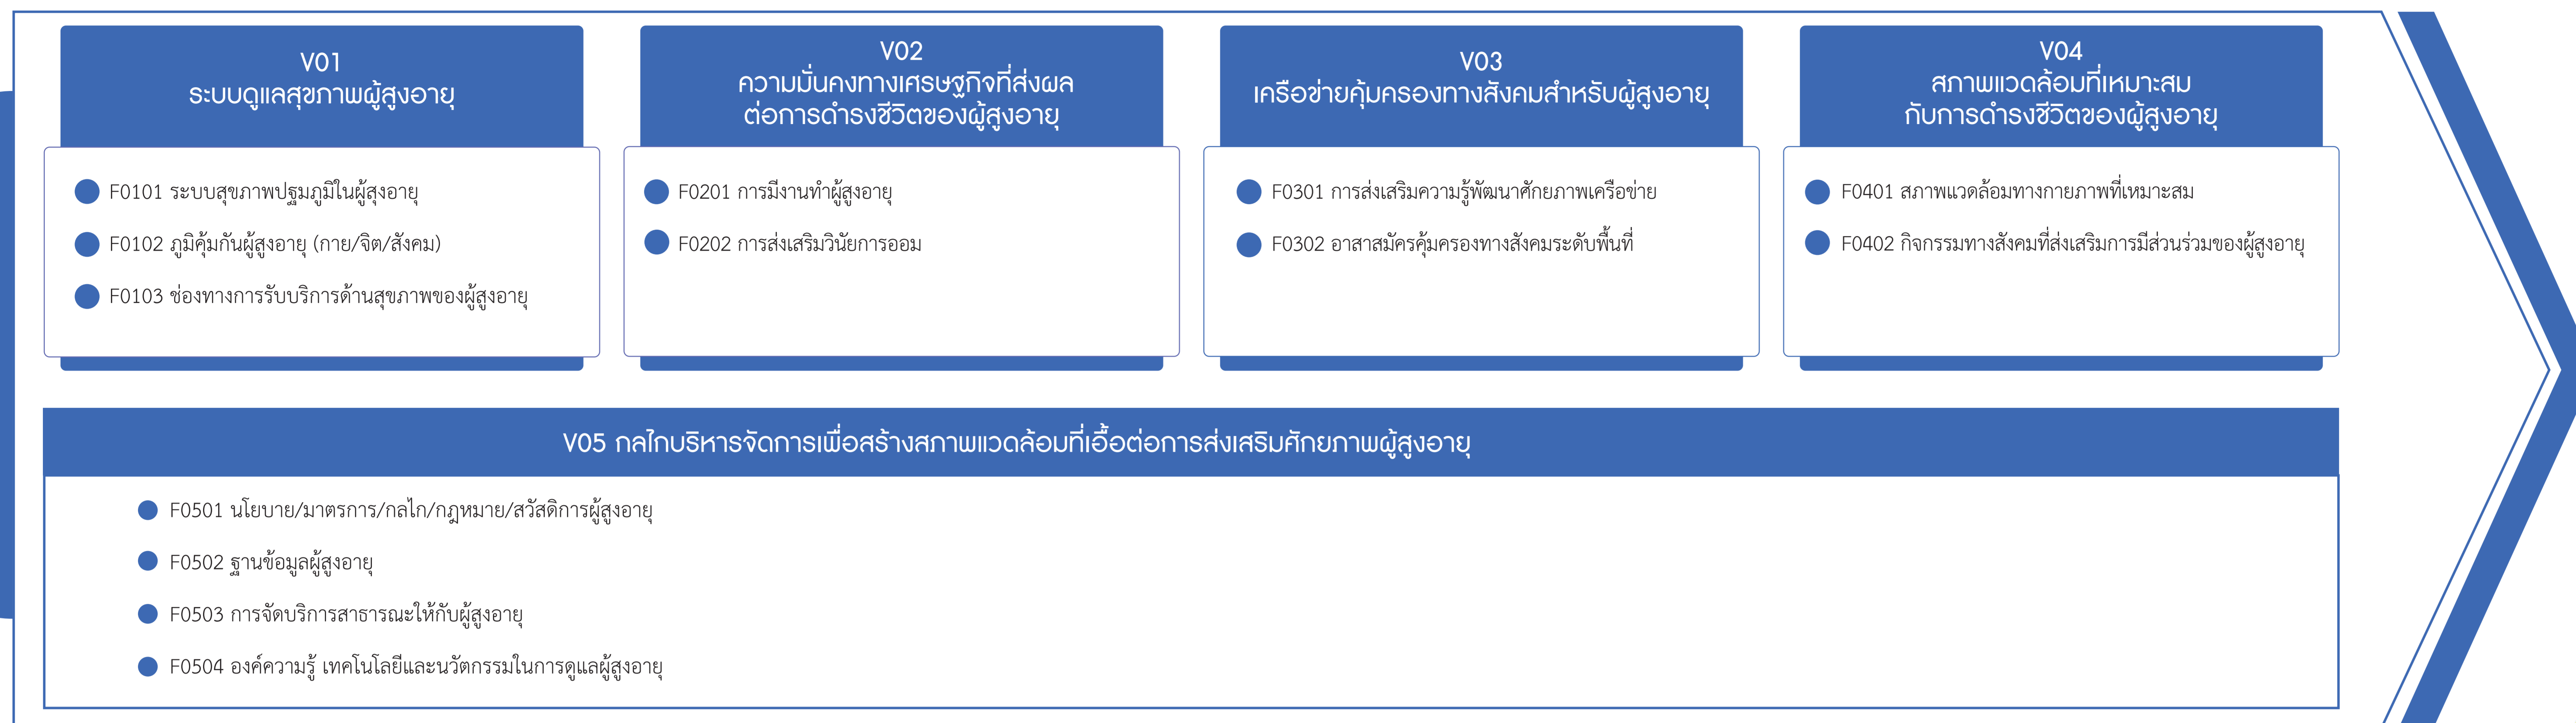 V01
ระบบดูแลสุขภาพผู้สูงอายุ
F0101 ระบบสุขภาพปฐมภูมิในผู้สุงอายุ
F0102 ภูมิคุ้มกันผู้สูงอายุ (กาย/จิต/สังคม)
F0103 ช่องทางการรับบริการด้านสุขภาพของผู้สูงอายุ
V02
ความมั่นคงทางเศรษฐกิจที่ส่งผล
ต่อการดำรงชีวิตของผู้สูงอายุ
F0201 การมีงานทำผู้สูงอายุ
F0202 การส่งเสริมวินัยการออม
V03
เครือข่ายคุ้มครองทางสังคมสำหรับผู้สูงอายุ
F0301 การส่งเสริมความรู้พัฒนาศักยภาพเครือข่าย
F0302 อาสาสมัครคุ้มครองทางสังคมระดับพื้นที่
V04
สภาพแวดล้อมที่เหมาะสม
กับการดำรงชีวิตของผู้สูงอายุ
F0401 สภาพแวดล้อมทางกายภาพที่เหมาะสม
F0402 กิจกรรมทางสังคมที่ส่งเสริมการมีส่วนร่วมของผู้สูงอายุ
V05 กลไกบริหารจัดการเพื่อสร้างสภาพแวดล้อมที่เอื้อต่อการส่งเสริมศักยภาพผู้สูงอายุ
F0501 นโยบาย/มาตรการ/กลไก/กฎหมาย/สวัสดิการผู้สูงอายุ
F0502 ฐานข้อมูลผู้สูงอายุ
F0503 การจัดบริการสาธารณะให้กับผู้สูงอายุ
F0504 องค์ความรู้ เทคโนโลยีและนวัตกรรมในการดูแลผู้สูงอายุ